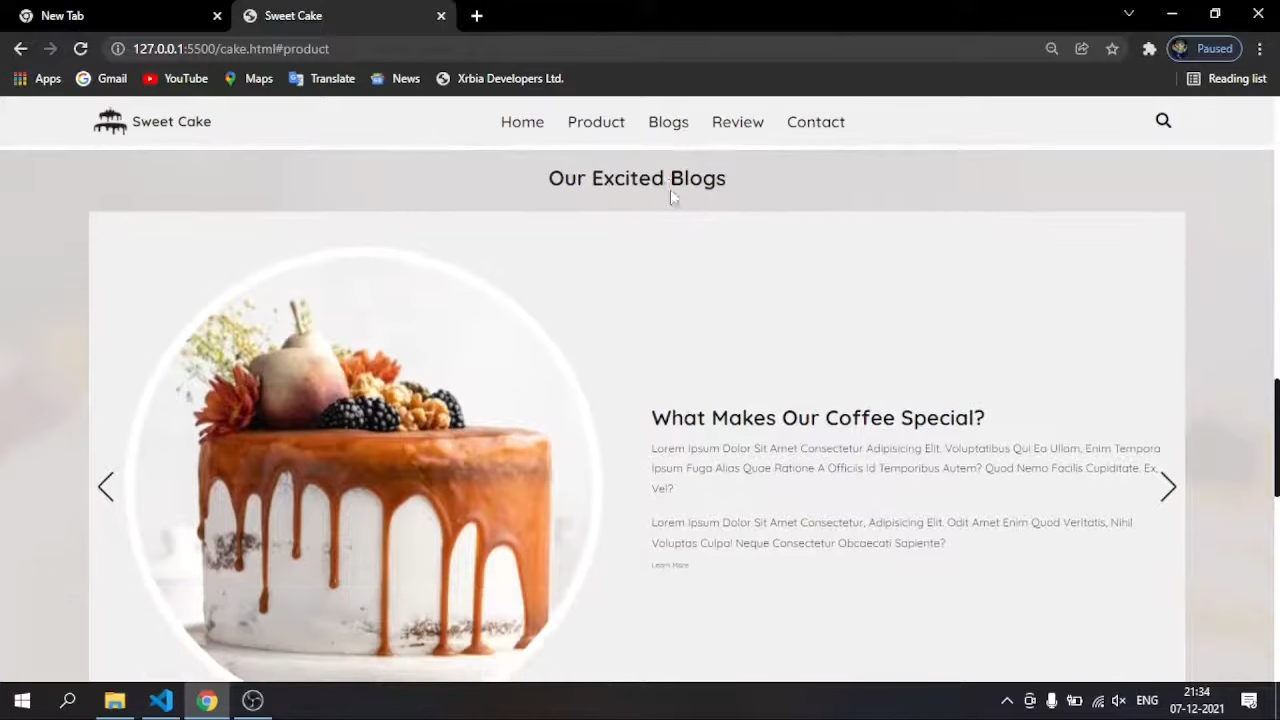 New Tab
Sweet Cake
127.0.0.1:5500/cake.html#product
Paused
Apps
Gmail
YouTube
Maps
Translate
News
Xrbia Developers Ltd.
Reading list
Sweet Cake
Home
Product
Blogs
Review
Contact
Our Excited Blogs
What Makes Our Coffee Special?
Lorem Ipsum Dolor Sit Amet Consectetur Adipisicing Elit. Voluptatibus Qui Ea Ullam, Enim Tempora
Ipsum Fuga Alias Quae Ratione A Officiis Id Temporibus Autem? Quod Nemo Facilis Cupiditate. Ex,
Vel?
Lorem Ipsum Dolor Sit Amet Consectetur, Adipisicing Elit. Odit Amet Enim Quod Veritatis, Nihil
Voluptas Culpa! Neque Consectetur Obcaecati Sapiente?
Learn More
ENG
21:34
07-12-2021